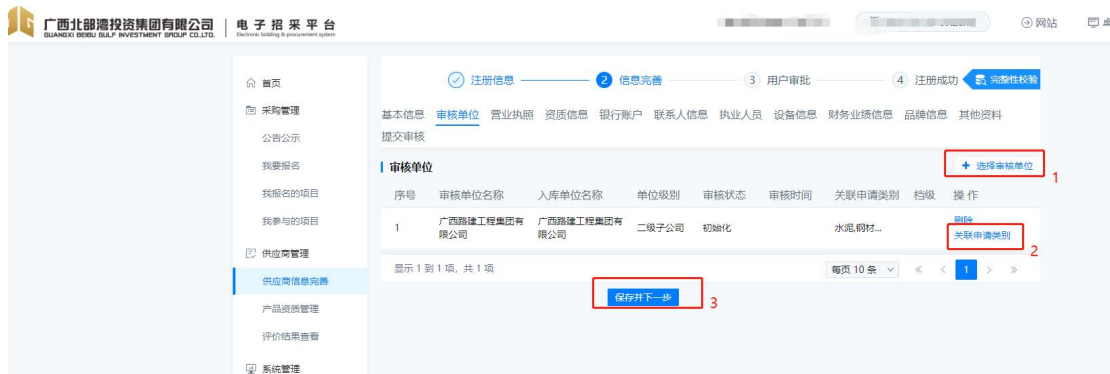 广西北部湾投资集团有限公司 电子招采平台
GUANGXI BEIBU GULF INVESTMENT GROUP CO.,LTD. Electronic bidding & procurement system
网站
首页
采购管理
公告公示
我要报名
我报名的项目
我参与的项目
供应商管理
供应商信息完善
产品资质管理
评价结果查看
系统管理
注册信息 2 信息完善 3 用户审批 4 注册成功 完整性校验
基本信息 审核单位 营业执照 资质信息 银行账户 联系人信息 执业人员 设备信息 财务业绩信息 品牌信息 其他资料
提交审核
审核单位 + 选择审核单位 1
序号 审核单位名称 入库单位名称 单位级别 审核状态 审核时间 关联申请类别 档级 操作
1 广西路建工程集团有限公司 广西路建工程集团有限公司 二级子公司 初始化 水泥,钢材... 删除
关联申请类别 2
显示 1 到 1 项, 共 1 项 每页 10 条 « < 1 > »
保存并下一步 3